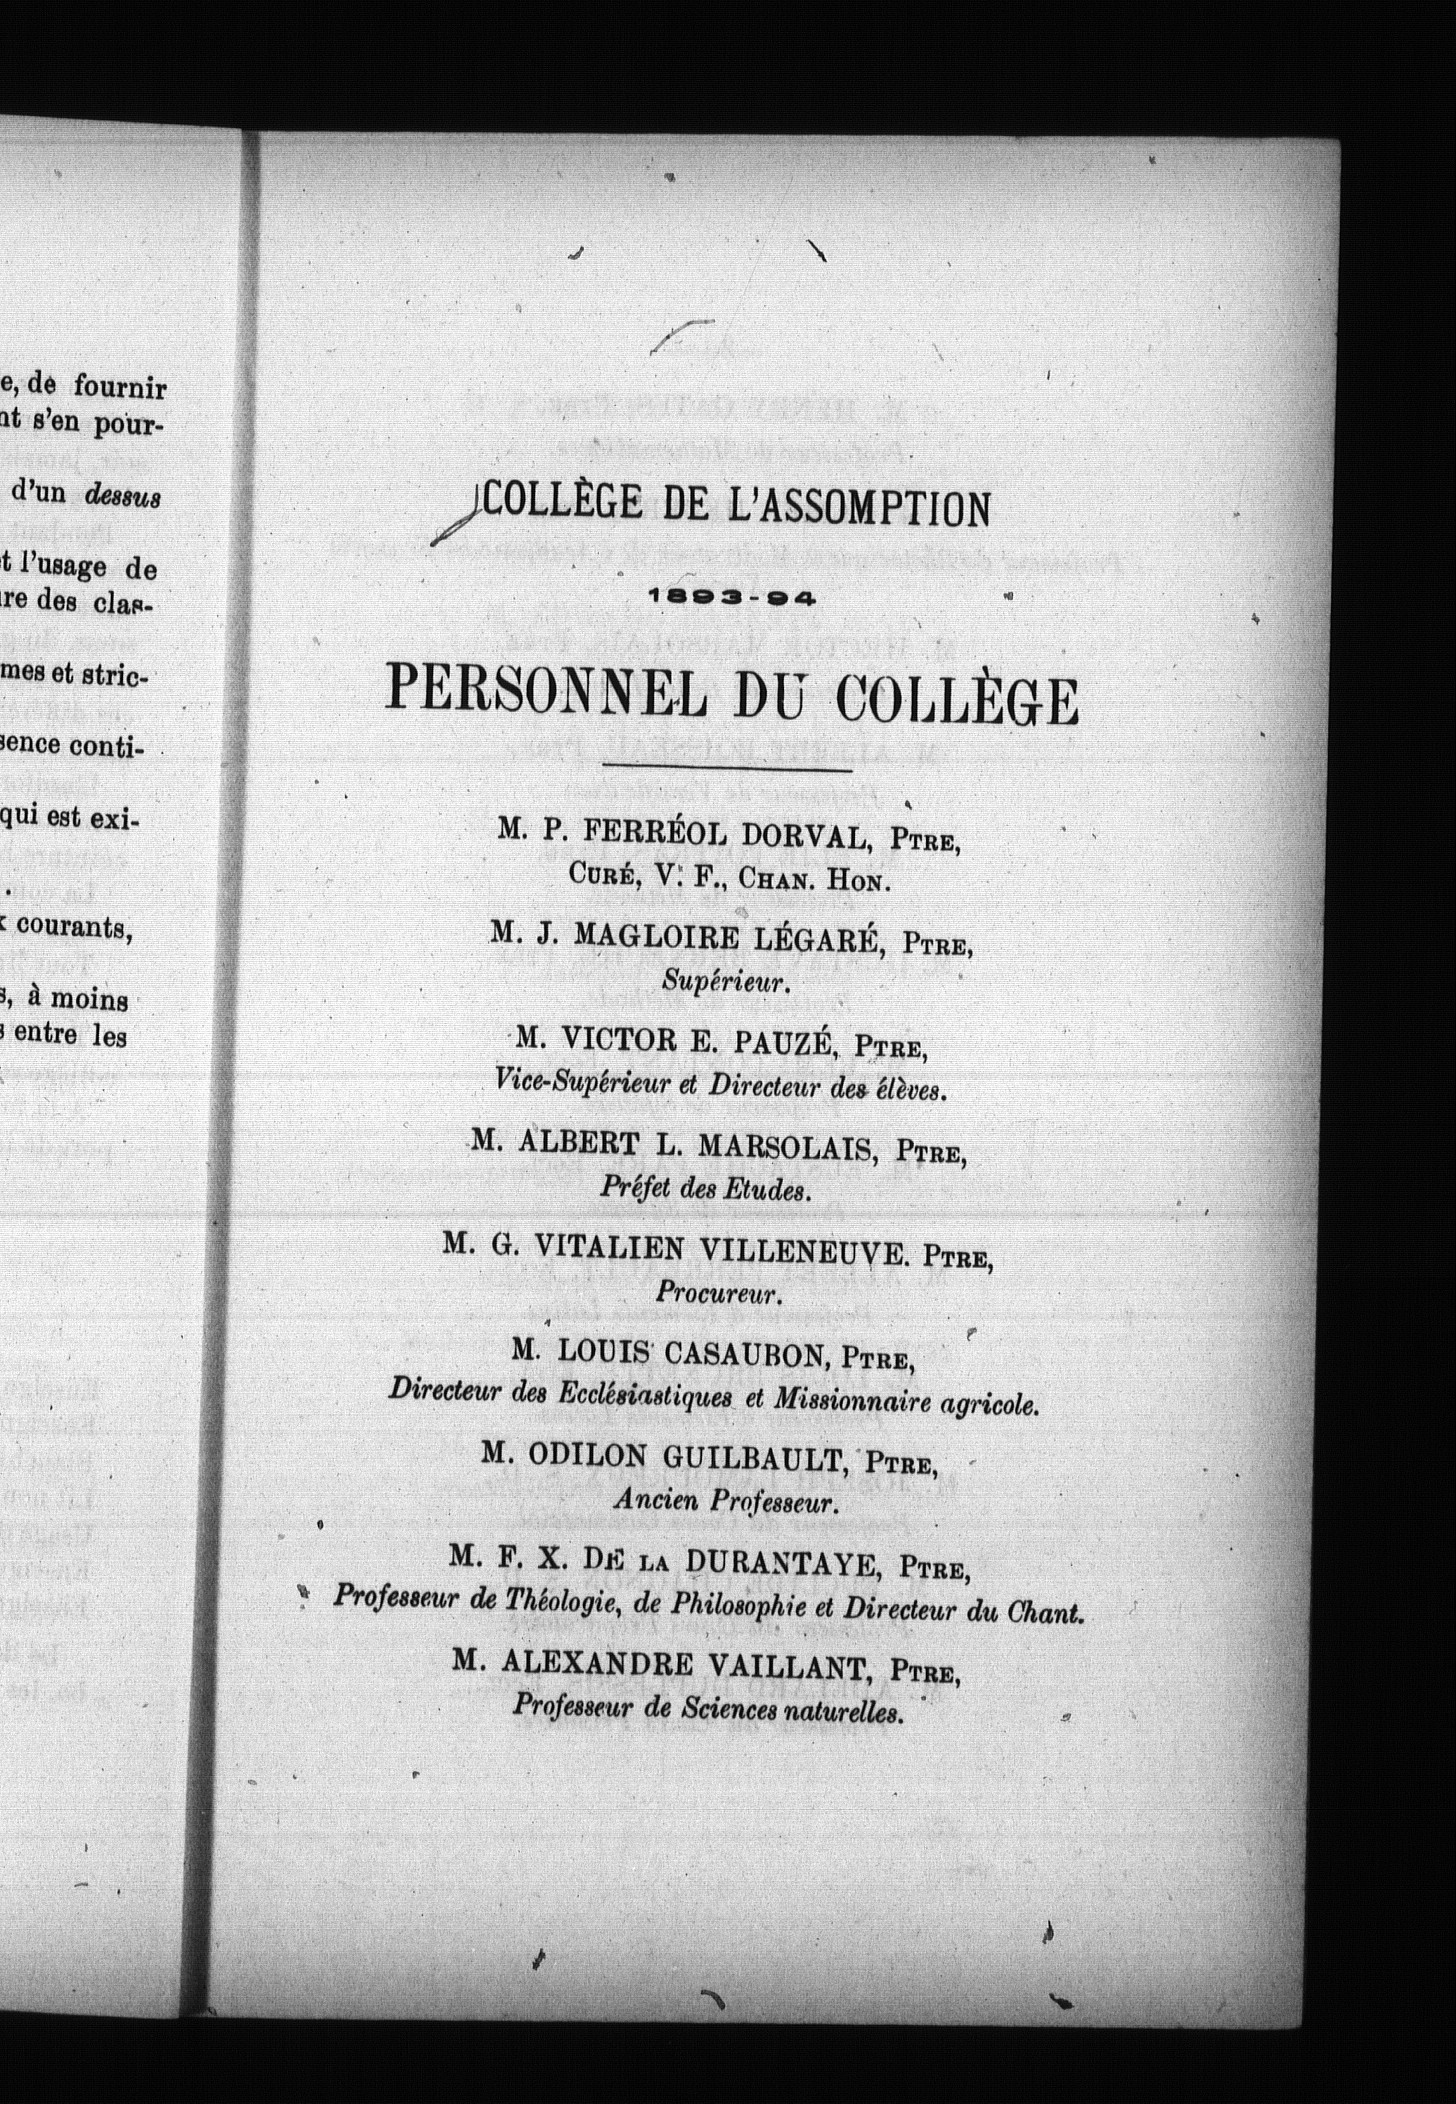 e, de fournir
nt s'en pour-
d'un dessus
et l'usage de
ure des clas-
mes et stric-
sence conti-
qui est exi-
x courants,
s, à moins
s entre les
COLLÈGE DE L'ASSOMPTION
1893-94
PERSONNEL DU COLLÈGE
M. P. FERRÉOL DORVAL, PTRE,
CURÉ, V. F., CHAN. HON.
M. J. MAGLOIRE LÉGARÉ, PTRE,
Supérieur.
M. VICTOR E. PAUZÉ, PTRE,
Vice-Supérieur et Directeur des élèves.
M. ALBERT L. MARSOLAIS, PTRE,
Préfet des Etudes.
M. G. VITALIEN VILLENEUVE. PTRE,
Procureur.
M. LOUIS CASAUBON, PTRE,
Directeur des Ecclésiastiques et Missionnaire agricole.
M. ODILON GUILBAULT, PTRE,
Ancien Professeur.
M. F. X. DE LA DURANTAYE, PTRE,
Professeur de Théologie, de Philosophie et Directeur du Chant.
M. ALEXANDRE VAILLANT, PTRE,
Professeur de Sciences naturelles.